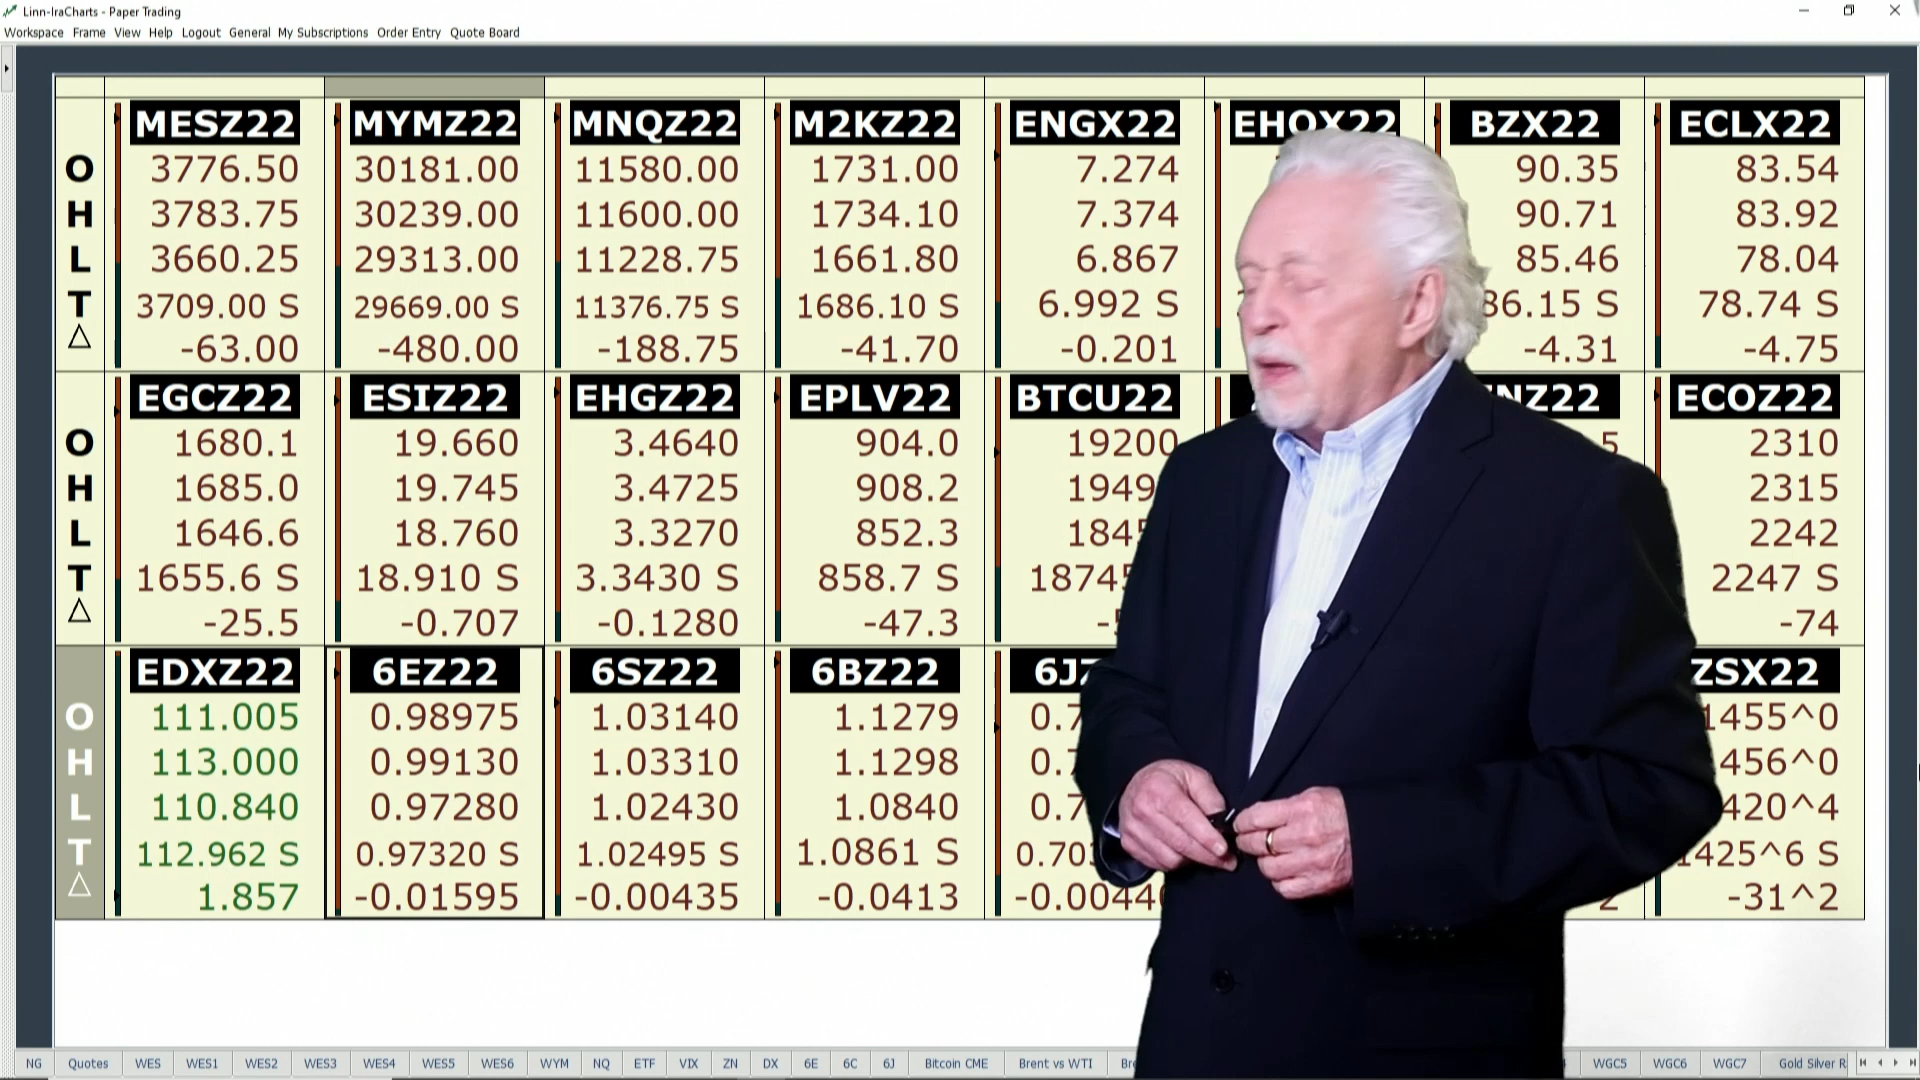 Linn-IraCharts - Paper Trading
Workspace Frame View Help Logout General My Subscriptions Order Entry Quote Board
MESZ22 MYMZ22 MNQZ22 M2KZ22 ENGX22 EHOX22 BZX22 ECLX22
O 3776.50 30181.00 11580.00 1731.00 7.274 90.35 83.54
H 3783.75 30239.00 11600.00 1734.10 7.374 90.71 83.92
L 3660.25 29313.00 11228.75 1661.80 6.867 85.46 78.04
T 3709.00 S 29669.00 S 11376.75 S 1686.10 S 6.992 S 86.15 S 78.74 S
△ -63.00 -480.00 -188.75 -41.70 -0.201 -4.31 -4.75
EGCZ22 ESIZ22 EHGZ22 EPLV22 BTCU22 ECOZ22
O 1680.1 19.660 3.4640 904.0 19200 2310
H 1685.0 19.745 3.4725 908.2 2315
L 1646.6 18.760 3.3270 852.3 2242
T 1655.6 S 18.910 S 3.3430 S 858.7 S 2247 S
△ -25.5 -0.707 -0.1280 -47.3 -74
EDXZ22 6EZ22 6SZ22 6BZ22 ZSX22
O 111.005 0.98975 1.03140 1.1279 1455^0
H 113.000 0.99130 1.03310 1.1298
L 110.840 0.97280 1.02430 1.0840
T 112.962 S 0.97320 S 1.02495 S 1.0861 S 1425^6 S
△ 1.857 -0.01595 -0.00435 -0.0413 -31^2
NG Quotes WES WES1 WES2 WES3 WES4 WES5 WES6 WYM NQ ETF VIX ZN DX 6E 6C 6J Bitcoin CME Brent vs WTI WGC5 WGC6 WGC7 Gold Silver R